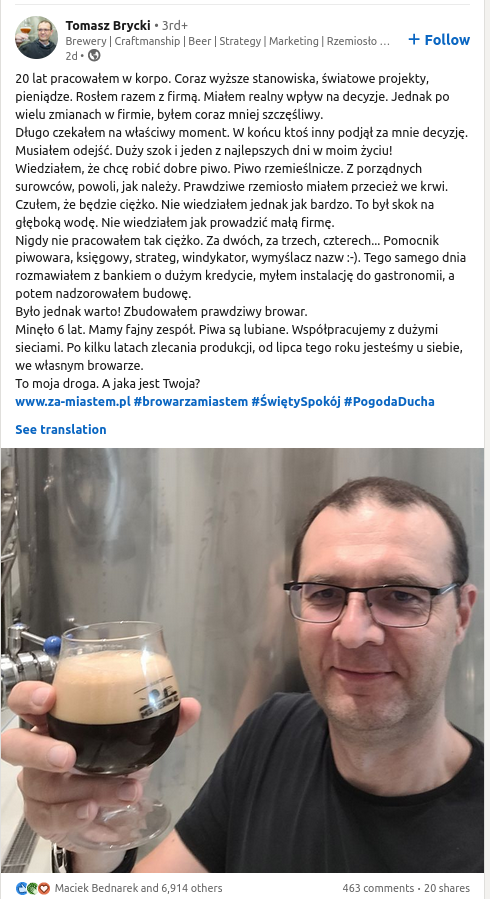 Tomasz Brycki • 3rd+
Brewery | Craftmanship | Beer | Strategy | Marketing | Rzemiosło ...
+ Follow
2d •
20 lat pracowałem w korpo. Coraz wyższe stanowiska, światowe projekty,
pieniądze. Rosłem razem z firmą. Miałem realny wpływ na decyzje. Jednak po
wielu zmianach w firmie, byłem coraz mniej szczęśliwy.
Długo czekałem na właściwy moment. W końcu ktoś inny podjął za mnie decyzję.
Musiałem odejść. Duży szok i jeden z najlepszych dni w moim życiu!
Wiedziałem, że chcę robić dobre piwo. Piwo rzemieślnicze. Z porządnych
surowców, powoli, jak należy. Prawdziwe rzemiosło miałem przecież we krwi.
Czułem, że będzie ciężko. Nie wiedziałem jednak jak bardzo. To był skok na
głęboką wodę. Nie wiedziałem jak prowadzić małą firmę.
Nigdy nie pracowałem tak ciężko. Za dwóch, za trzech, czterech... Pomocnik
piwowara, księgowy, strateg, windykator, wymyślacz nazw :-). Tego samego dnia
rozmawiałem z bankiem o dużym kredycie, myłem instalację do gastronomii, a
potem nadzorowałem budowę.
Było jednak warto! Zbudowałem prawdziwy browar.
Minęło 6 lat. Mamy fajny zespół. Piwa są lubiane. Współpracujemy z dużymi
sieciami. Po kilku latach zlecania produkcji, od lipca tego roku jesteśmy u siebie,
we własnym browarze.
To moja droga. A jaka jest Twoja?
www.za-miastem.pl #browarzamiastem #ŚwiętySpokój #PogodaDucha
See translation
Maciek Bednarek and 6,914 others
463 comments • 20 shares